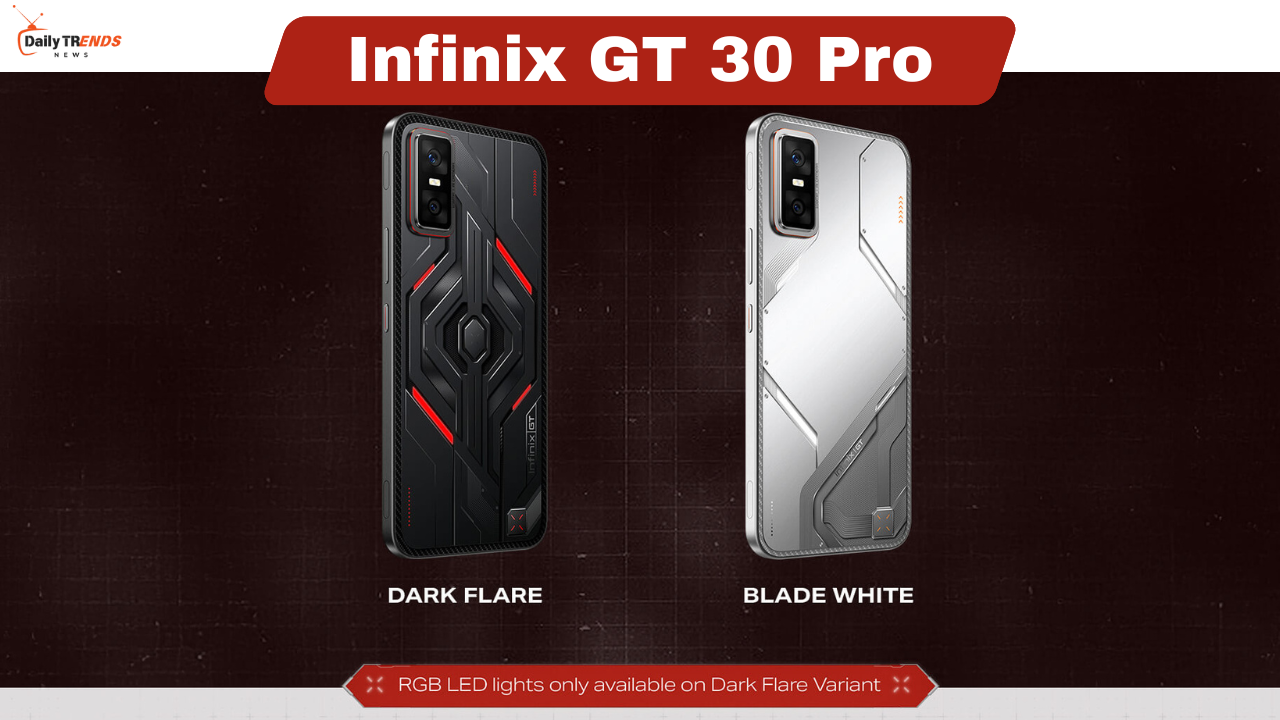 Daily TRENDS
NEWS
Infinix GT 30 Pro
Infinix GT
Infinix GT
DARK FLARE
BLADE WHITE
RGB LED lights only available on Dark Flare Variant